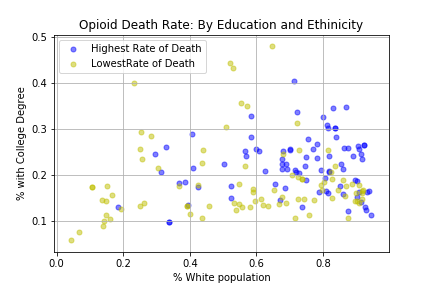 Opioid Death Rate: By Education and Ethinicity
0.5
Highest Rate of Death
LowestRate of Death
0.4
0.3
0.2
0.1
% with College Degree
0.0
0.2
0.4
0.6
0.8
% White population